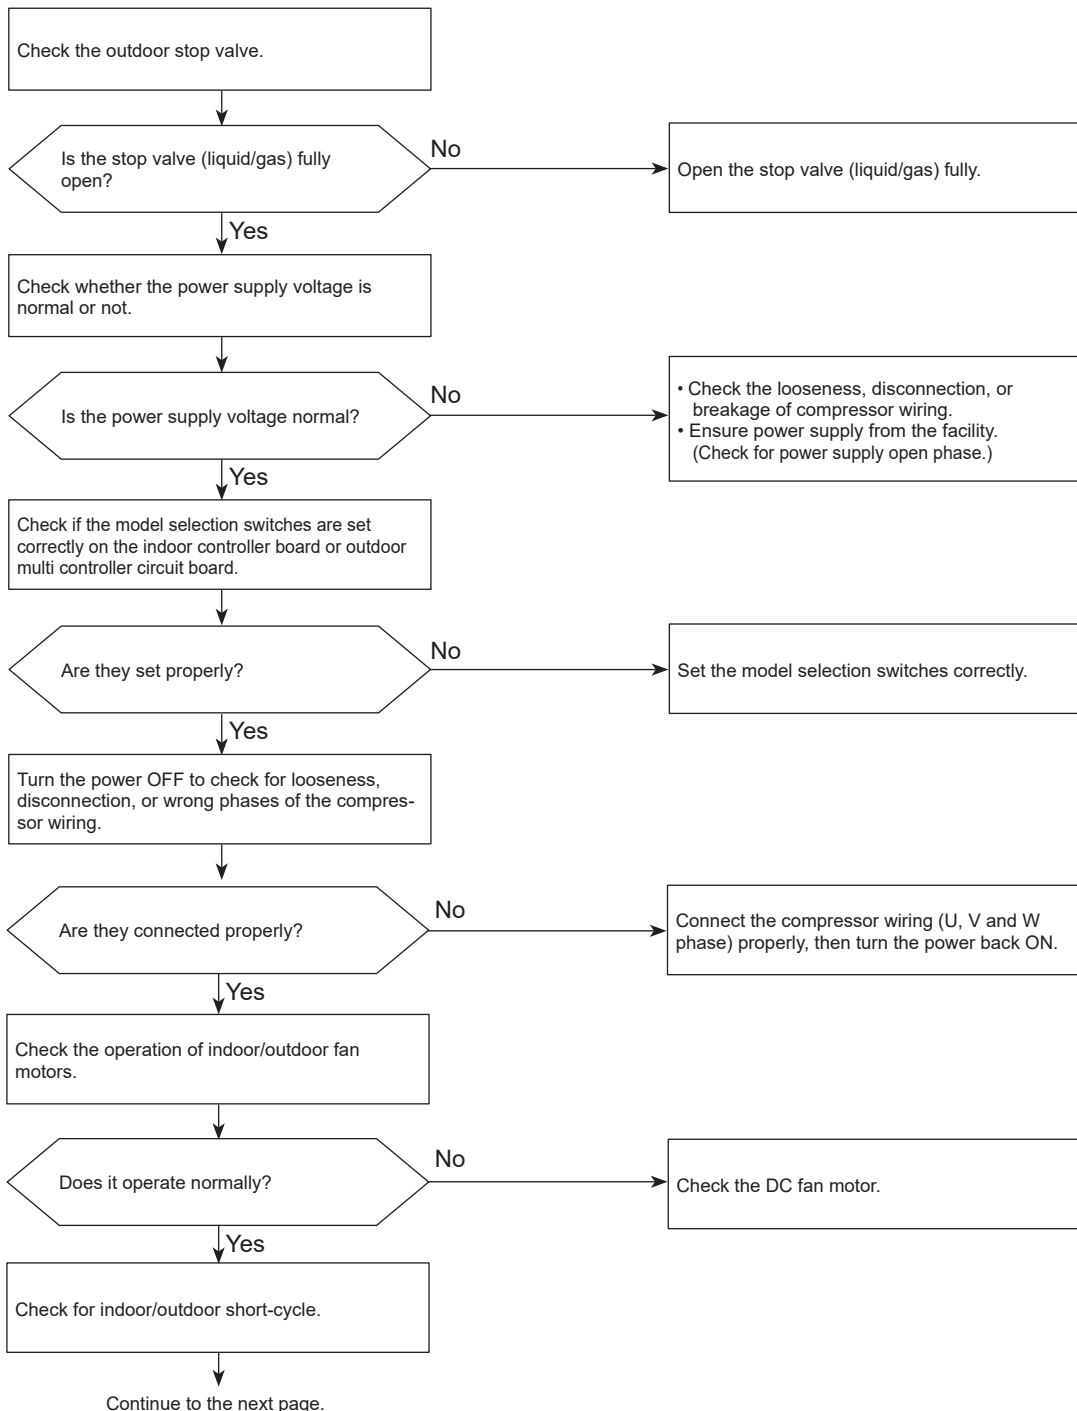 Check the outdoor stop valve.
Is the stop valve (liquid/gas) fully
open?
No
Open the stop valve (liquid/gas) fully.
Yes
Check whether the power supply voltage is
normal or not.
Is the power supply voltage normal?
No
• Check the looseness, disconnection, or
breakage of compressor wiring.
• Ensure power supply from the facility.
(Check for power supply open phase.)
Yes
Check if the model selection switches are set
correctly on the indoor controller board or outdoor
multi controller circuit board.
Are they set properly?
No
Set the model selection switches correctly.
Yes
Turn the power OFF to check for looseness,
disconnection, or wrong phases of the compres-
sor wiring.
Are they connected properly?
No
Connect the compressor wiring (U, V and W
phase) properly, then turn the power back ON.
Yes
Check the operation of indoor/outdoor fan
motors.
Does it operate normally?
No
Check the DC fan motor.
Yes
Check for indoor/outdoor short-cycle.
Continue to the next page.